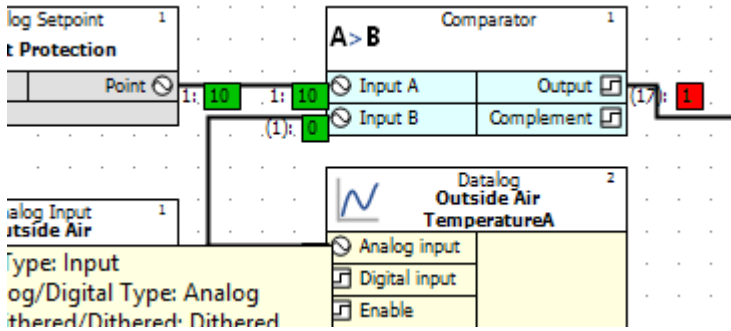 log Setpoint 1
t Protection
Point
1: 10
1: 10
(1): 0
A>B
Comparator 1
Input A
Output
Input B
Complement
1
Datalog 2
Outside Air
TemperatureA
Analog input
Digital input
Enable
alog Input 1
utside Air
Type: Input
og/Digital Type: Analog
thered/Dithered: Dithered